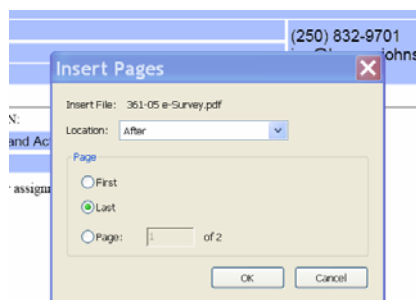 (250) 832-9701
Insert Pages
Insert File: 361-05 e-Survey.pdf
N:
Location: After
and Ac
Page
First
r assignm
Last
Page: 1 of 2
OK Cancel